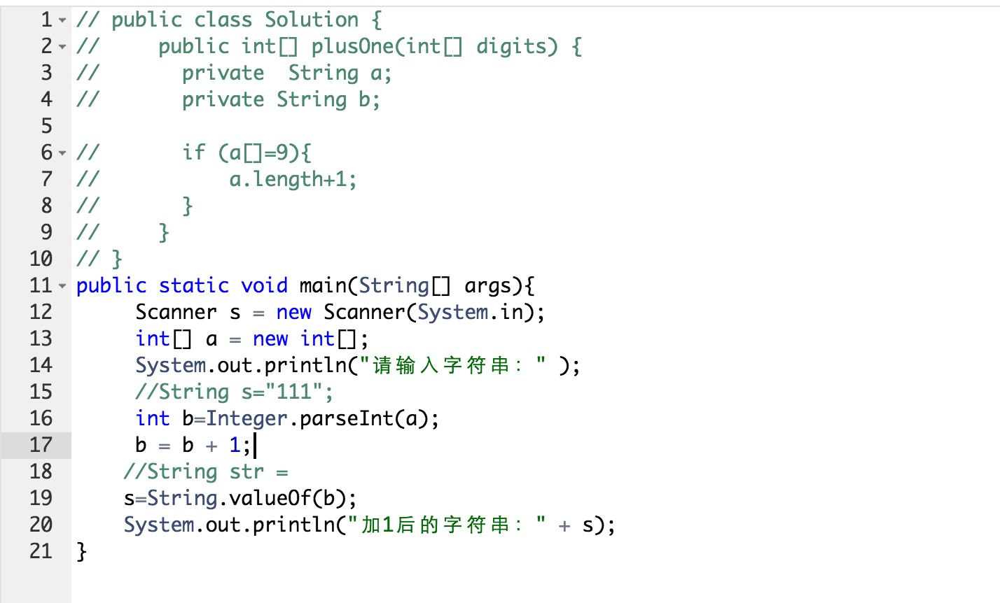 1 // public class Solution {
2 //     public int[] plusOne(int[] digits) {
3 //       private  String a;
4 //       private String b;
5
6 //       if (a[]=9){
7 //           a.length+1;
8 //       }
9 //     }
10 // }
11 public static void main(String[] args){
12      Scanner s = new Scanner(System.in);
13      int[] a = new int[];
14      System.out.println("请输入字符串：" );
15      //String s="111";
16      int b=Integer.parseInt(a);
17      b = b + 1;
18     //String str =
19     s=String.valueOf(b);
20     System.out.println("加1后的字符串：" + s);
21 }